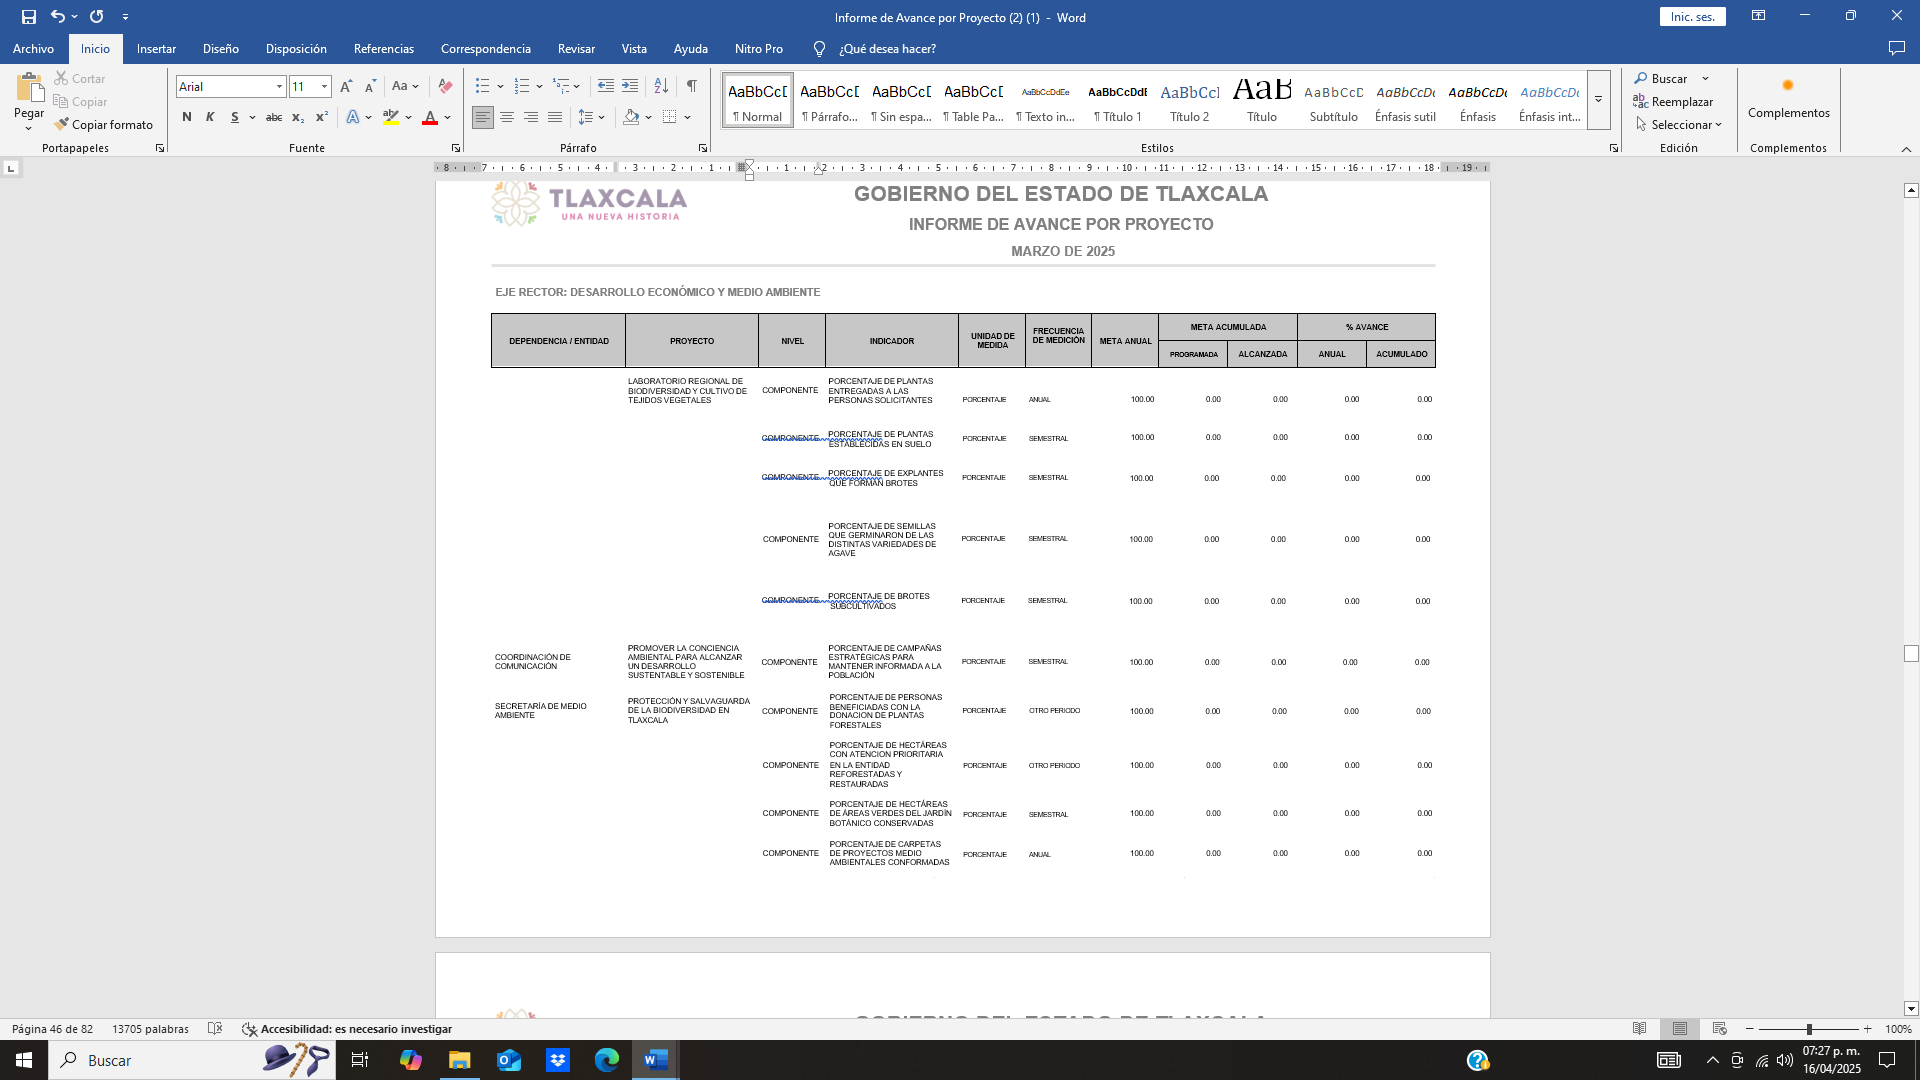 Informe de Avance por Proyecto (2) (1) - Word
Inic. ses.
Archivo Inicio Insertar Diseño Disposición Referencias Correspondencia Revisar Vista Ayuda Nitro Pro ¿Qué desea hacer?
Pegar
Cortar
Copiar
Copiar formato
Portapapeles
Arial 11
Fuente
Párrafo
AaBbCcD ¶ Normal
¶ Párrafo...
¶ Sin espa...
¶ Table Pa...
AaBbCcDdEe ¶ Texto in...
¶ Título 1
Título 2
AaB Título
Subtítulo
Énfasis sutil
Énfasis
Énfasis int...
Estilos
Buscar
Reemplazar
Seleccionar
Edición
Complementos
Complementos
TLAXCALA
UNA NUEVA HISTORIA
GOBIERNO DEL ESTADO DE TLAXCALA
INFORME DE AVANCE POR PROYECTO
MARZO DE 2025
EJE RECTOR: DESARROLLO ECONÓMICO Y MEDIO AMBIENTE
DEPENDENCIA / ENTIDAD PROYECTO NIVEL INDICADOR UNIDAD DE MEDIDA FRECUENCIA DE MEDICIÓN META ANUAL META ACUMULADA % AVANCE
PROGRAMADA ALCANZADA ANUAL ACUMULADO
LABORATORIO REGIONAL DE
BIODIVERSIDAD Y CULTIVO DE
TEJIDOS VEGETALES
COMPONENTE
PORCENTAJE DE PLANTAS
ENTREGADAS A LAS
PERSONAS SOLICITANTES
PORCENTAJE ANUAL 100.00 0.00 0.00 0.00 0.00
COMPONENTE
PORCENTAJE DE PLANTAS
ESTABLECIDAS EN SUELO
PORCENTAJE SEMESTRAL 100.00 0.00 0.00 0.00 0.00
COMPONENTE
PORCENTAJE DE EXPLANTES
QUE FORMAN BROTES
PORCENTAJE SEMESTRAL 100.00 0.00 0.00 0.00 0.00
COMPONENTE
PORCENTAJE DE SEMILLAS
QUE GERMINARON DE LAS
DISTINTAS VARIEDADES DE
AGAVE
PORCENTAJE SEMESTRAL 100.00 0.00 0.00 0.00 0.00
COMPONENTE
PORCENTAJE DE BROTES
SUBCULTIVADOS
PORCENTAJE SEMESTRAL 100.00 0.00 0.00 0.00 0.00
COORDINACIÓN DE
COMUNICACIÓN
PROMOVER LA CONCIENCIA
AMBIENTAL PARA ALCANZAR
UN DESARROLLO
SUSTENTABLE Y SOSTENIBLE
COMPONENTE
PORCENTAJE DE CAMPAÑAS
ESTRATÉGICAS PARA
MANTENER INFORMADA A LA
POBLACIÓN
PORCENTAJE SEMESTRAL 100.00 0.00 0.00 0.00 0.00
SECRETARÍA DE MEDIO
AMBIENTE
PROTECCIÓN Y SALVAGUARDA
DE LA BIODIVERSIDAD EN
TLAXCALA
COMPONENTE
PORCENTAJE DE PERSONAS
BENEFICIADAS CON LA
DONACION DE PLANTAS
FORESTALES
PORCENTAJE OTRO PERIODO 100.00 0.00 0.00 0.00 0.00
COMPONENTE
PORCENTAJE DE HECTÁREAS
CON ATENCION PRIORITARIA
EN LA ENTIDAD
REFORESTADAS Y
RESTAURADAS
PORCENTAJE OTRO PERIODO 100.00 0.00 0.00 0.00 0.00
COMPONENTE
PORCENTAJE DE HECTÁREAS
DE ÁREAS VERDES DEL JARDÍN
BOTÁNICO CONSERVADAS
PORCENTAJE SEMESTRAL 100.00 0.00 0.00 0.00 0.00
COMPONENTE
PORCENTAJE DE CARPETAS
DE PROYECTOS MEDIO
AMBIENTALES CONFORMADAS
PORCENTAJE ANUAL 100.00 0.00 0.00 0.00 0.00
GOBIERNO DEL ESTADO DE TLAXCALA
Página 46 de 82 13705 palabras Accesibilidad: es necesario investigar 100%
Buscar
07:27 p. m.
16/04/2025